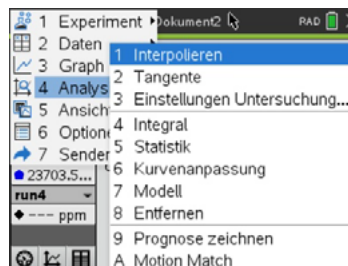 1 Experiment
Dokument2 RAD
2 Daten
3 Graph
4 Analys
5 Ansich
6 Option
7 Sender
1 Interpolieren
2 Tangente
3 Einstellungen Untersuchung...
4 Integral
5 Statistik
6 Kurvenanpassung
7 Modell
8 Entfernen
9 Prognose zeichnen
A Motion Match
23703.5...
run4
--- ppm